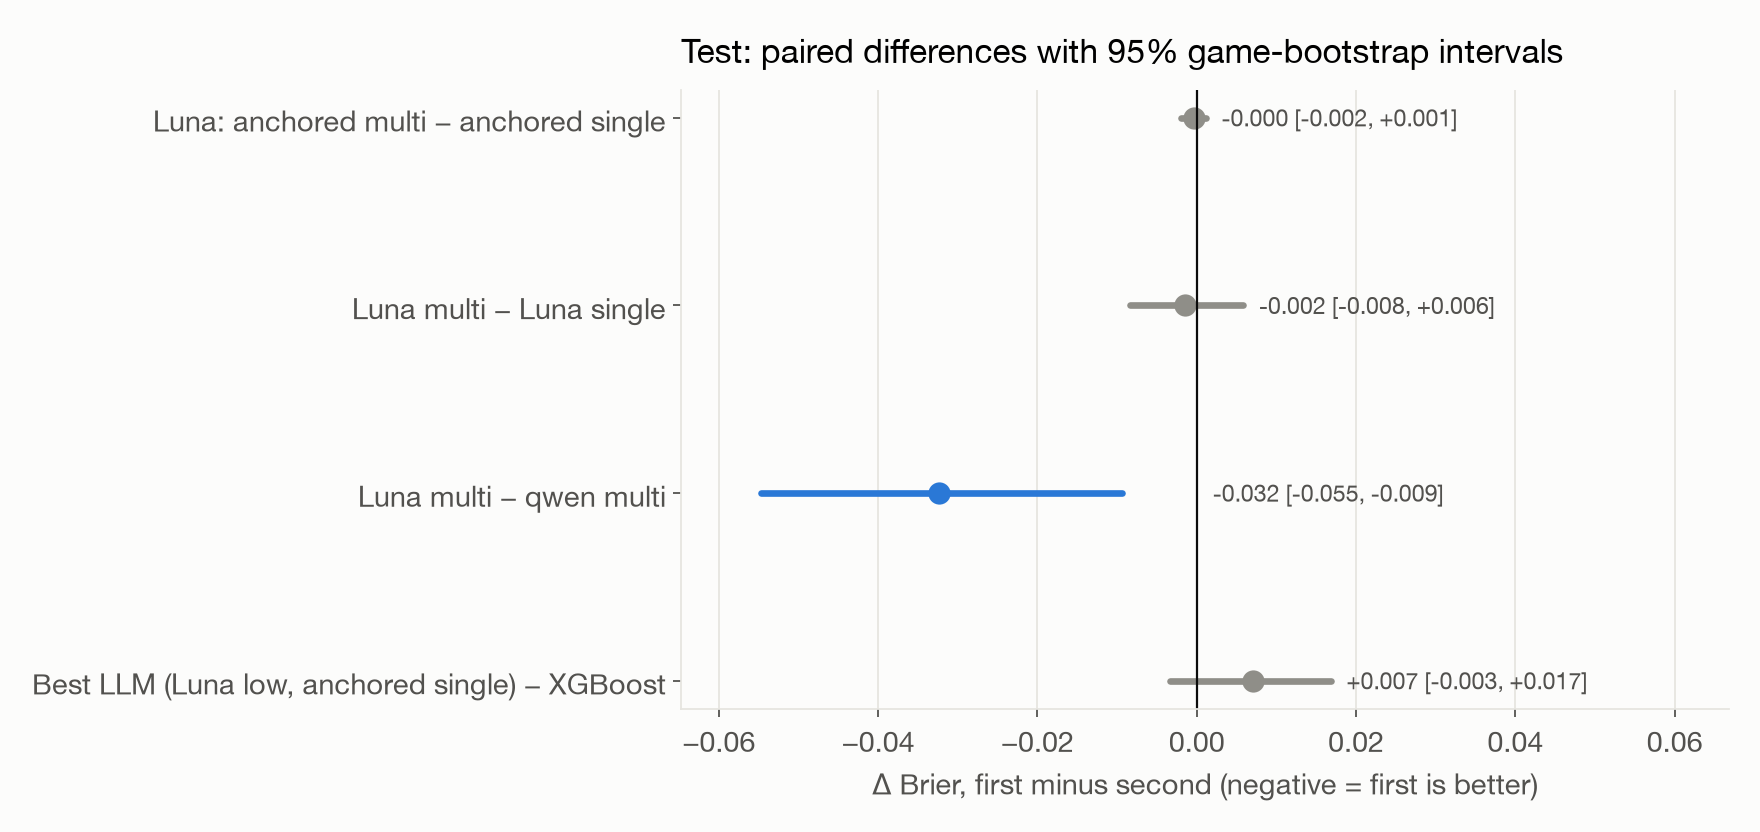 Test: paired differences with 95% game-bootstrap intervals
Luna: anchored multi – anchored single
-0.000 [-0.002, +0.001]
Luna multi – Luna single
-0.002 [-0.008, +0.006]
Luna multi – qwen multi
-0.032 [-0.055, -0.009]
Best LLM (Luna low, anchored single) – XGBoost
+0.007 [-0.003, +0.017]
−0.06 −0.04 −0.02 0.00 0.02 0.04 0.06
Δ Brier, first minus second (negative = first is better)